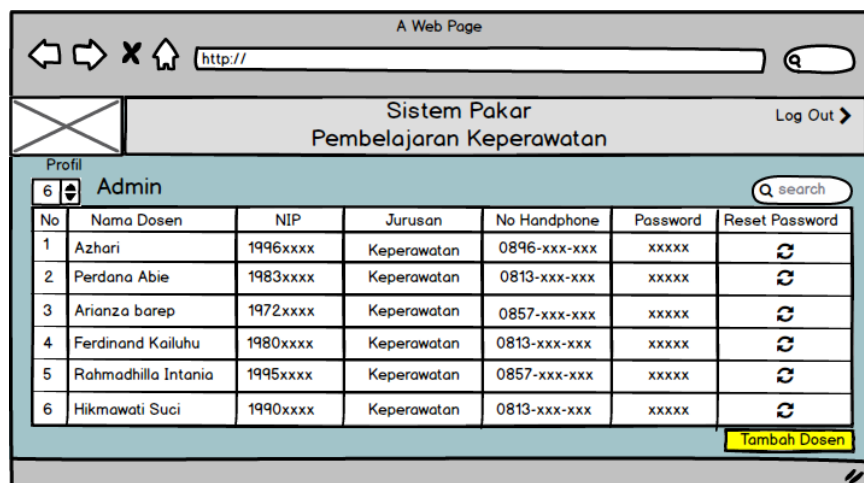 A Web Page
http://
Sistem Pakar
Pembelajaran Keperawatan
Log Out
Profil
6 Admin search
No Nama Dosen NIP Jurusan No Handphone Password Reset Password
1 Azhari 1996xxxx Keperawatan 0896-xxx-xxx xxxxx
2 Perdana Abie 1983xxxx Keperawatan 0813-xxx-xxx xxxxx
3 Arianza barep 1972xxxx Keperawatan 0857-xxx-xxx xxxxx
4 Ferdinand Kailuhu 1980xxxx Keperawatan 0813-xxx-xxx xxxxx
5 Rahmadhilla Intania 1995xxxx Keperawatan 0857-xxx-xxx xxxxx
6 Hikmawati Suci 1990xxxx Keperawatan 0813-xxx-xxx xxxxx
Tambah Dosen